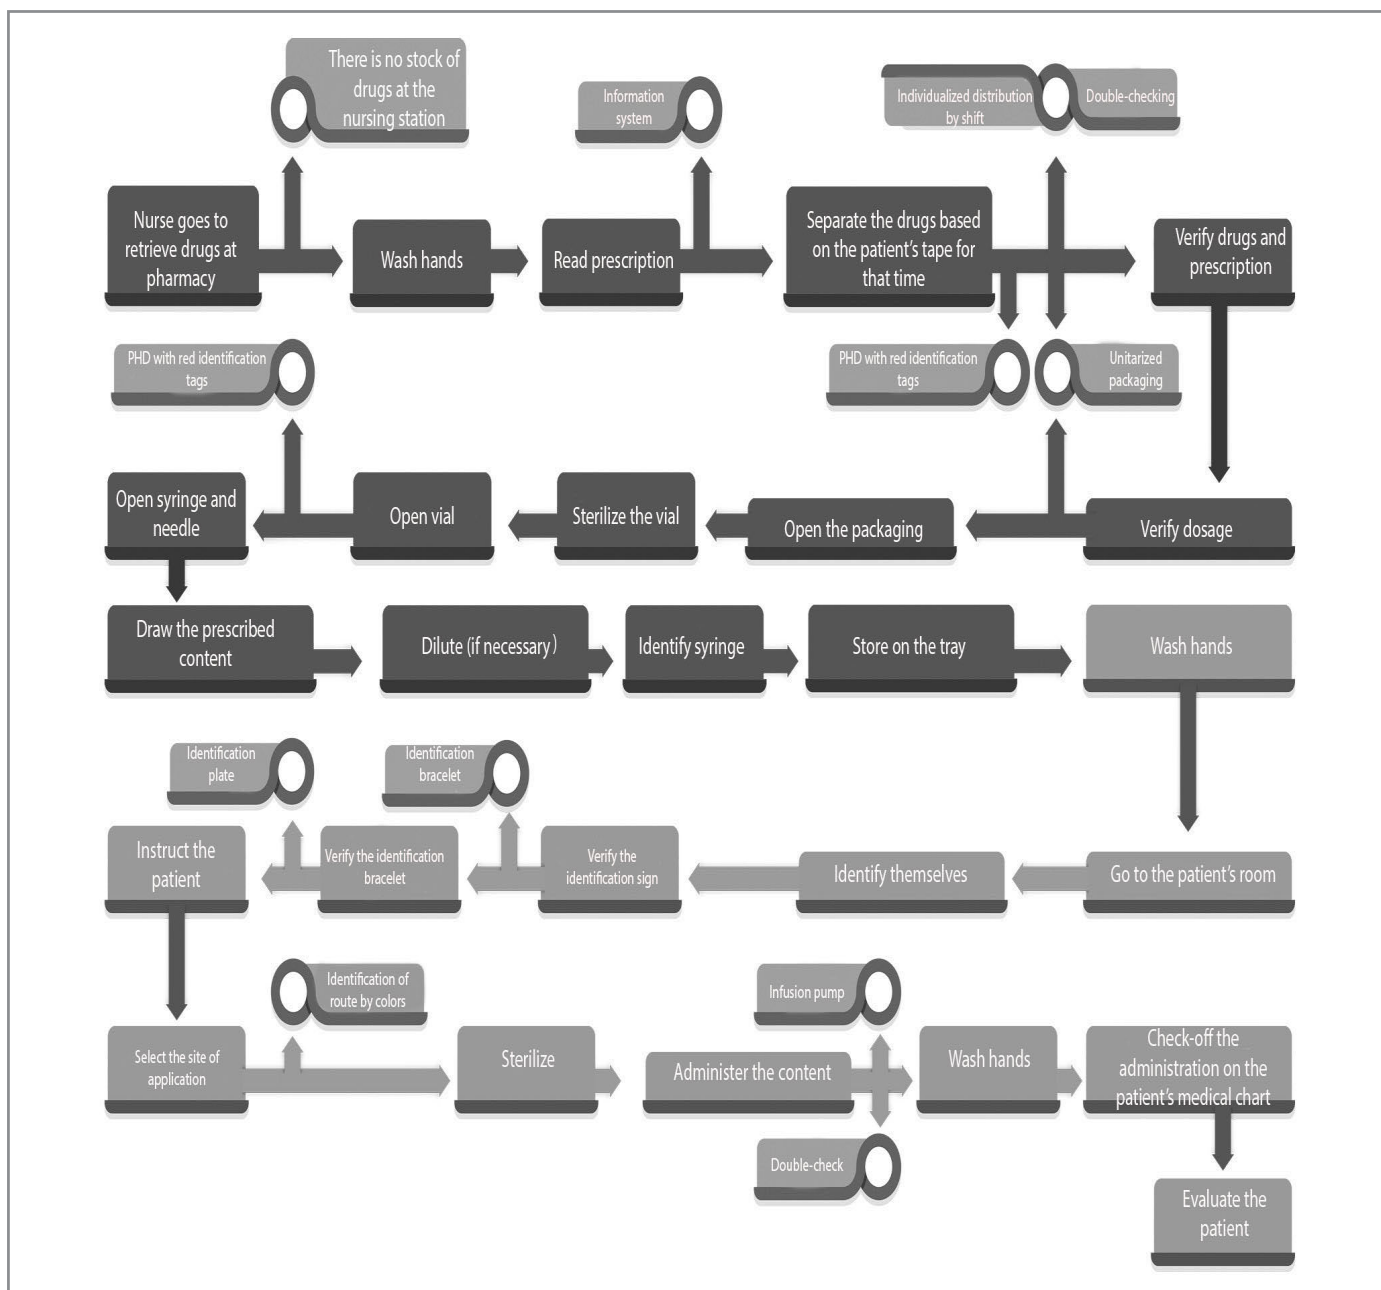 There is no stock of
drugs at the
nursing station
Information
system
Individualized distribution
by shift
Double-checking
Nurse goes to
retrieve drugs at
pharmacy
Wash hands
Read prescription
Separate the drugs based
on the patient's tape for
that time
Verify drugs and
prescription
PHD with red identification
tags
PHD with red identification
tags
Unitarized
packaging
Open syringe and
needle
Open vial
Sterilize the vial
Open the packaging
Verify dosage
Draw the prescribed
content
Dilute (if necessary)
Identify syringe
Store on the tray
Wash hands
Identification
plate
Identification
bracelet
Instruct the
patient
Verify the identification
bracelet
Verify the
identification sign
Identify themselves
Go to the patient's room
Identification of
route by colors
Infusion pump
Select the site of
application
Sterilize
Administer the content
Wash hands
Check-off the
administration on the
patient's medical chart
Double-check
Evaluate the
patient